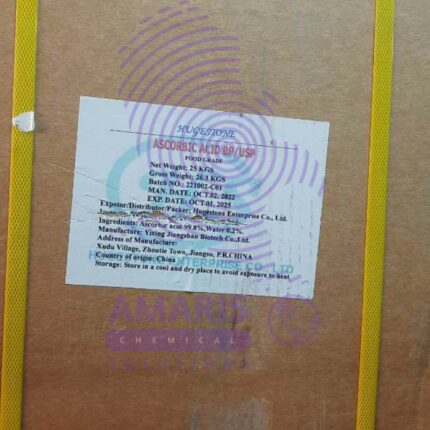 HUGESTONE
ASCORBIC ACID BP/USP
FOOD GRADE
Net Weight: 25 KGS
Gross Weight: 26.3 KGS
Batch NO.: 221002-C01
MAN. DATE: OCT.02, 2022
EXP. DATE: OCT.01, 2025
Expotor/Distributor/Packer: Hugestone Enterprise Co., Ltd.
Ingredients: Ascorbic acid 99.8%, Water 0.2%.
Manufacture: Yixing Jiangshan Biotech Co.,Ltd.
Address of Manufacture:
Xudu Village, Zhoutie Town, Jiangsu, P.R.CHINA
Country of origin: China
Storage: Store in a cool and dry place to avoid exposure to heat
AMARIS
CHEMICAL
SOLUTIONS